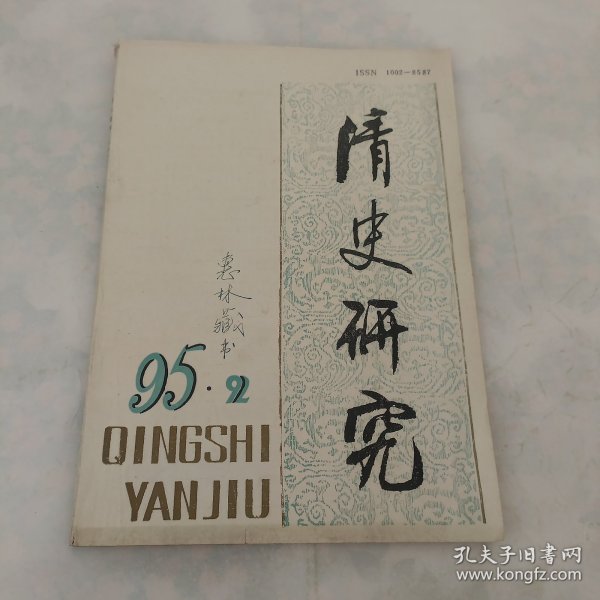 ISSN 1002-8587
清史研究
惠林藏书
95·2
QINGSHI
YANJIU
孔夫子旧书网
www.kongfz.com